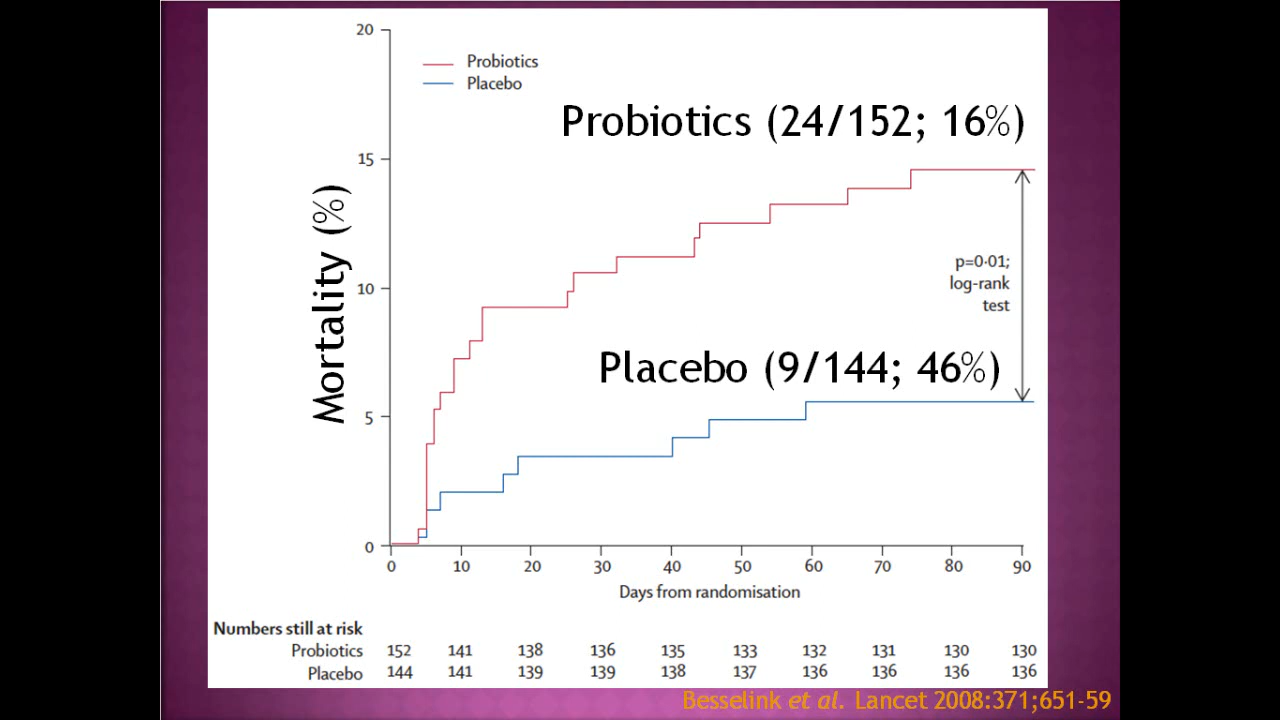 20
Probiotics
Placebo
Probiotics (24/152; 16%)
15
Mortality (%)
p=0·01;
log-rank
test
10
Placebo (9/144; 46%)
5
0
0 10 20 30 40 50 60 70 80 90
Days from randomisation
Numbers still at risk
Probiotics 152 141 138 136 135 133 132 131 130 130
Placebo 144 141 139 139 138 137 136 136 136 136
Besselink et al. Lancet 2008:371;651-59